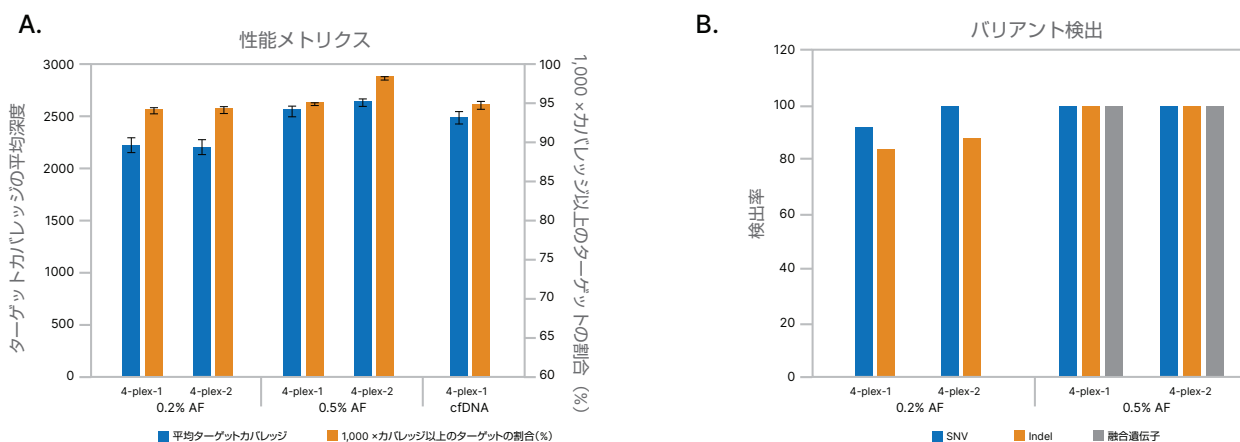 A.
性能メトリクス
ターゲットカバレッジの平均深度
3000
2500
2000
1500
1000
500
0
100
95
90
85
80
75
70
65
60
1,000 ×カバレッジ以上のターゲットの割合（%）
4-plex-1 4-plex-2 4-plex-1 4-plex-2 4-plex-1
0.2% AF 0.5% AF cfDNA
平均ターゲットカバレッジ 1,000 ×カバレッジ以上のターゲットの割合(%)
B.
バリアント検出
検出率
120
100
80
60
40
20
0
4-plex-1 4-plex-2 4-plex-1 4-plex-2
0.2% AF 0.5% AF
SNV Indel 融合遺伝子